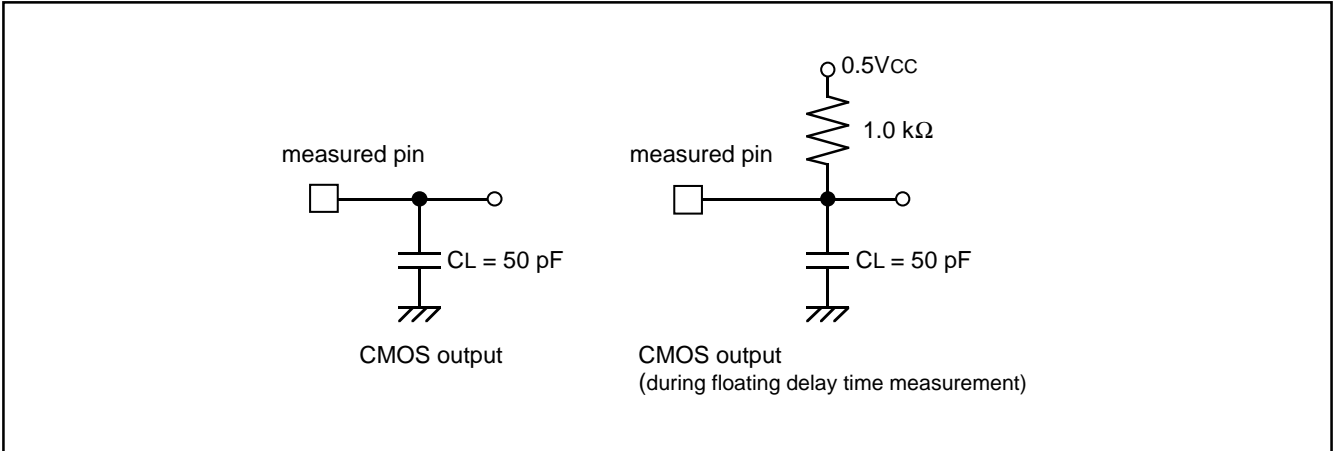 0.5VCC
1.0 kΩ
measured pin
measured pin
CL = 50 pF
CL = 50 pF
CMOS output
CMOS output
(during floating delay time measurement)